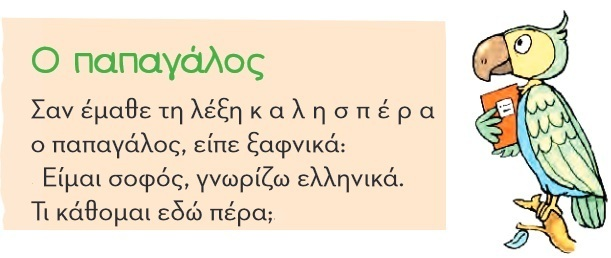 Ο παπαγάλος
Σαν έμαθε τη λέξη κ α λ η σ π έ ρ α
ο παπαγάλος, είπε ξαφνικά:
Είμαι σοφός, γνωρίζω ελληνικά.
Τι κάθομαι εδώ πέρα;